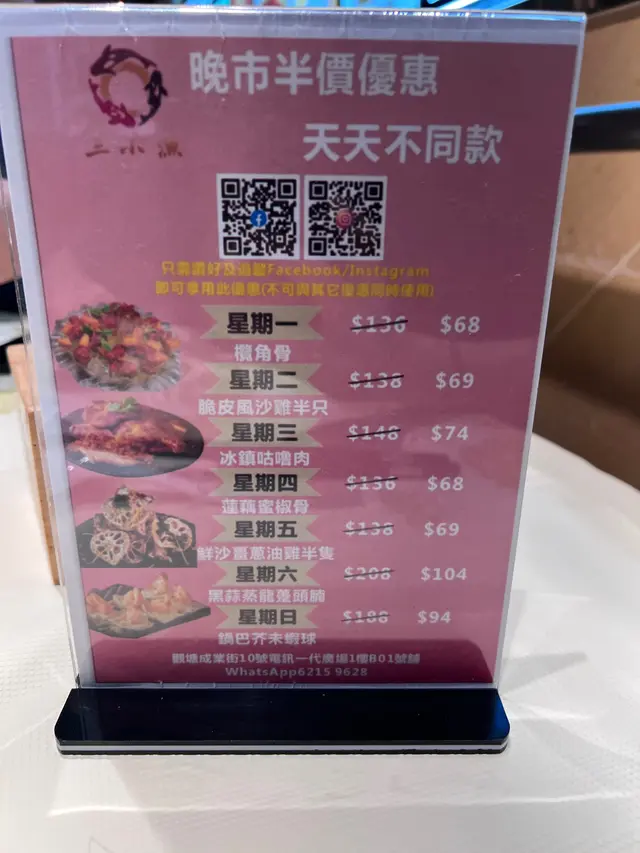 三水漁
晚市半價優惠
天天不同款
只需讚好及追蹤Facebook/Instagram
即可享用此優惠(不可與其它優惠同時使用)
星期一 $136 $68
欖角骨
星期二 $138 $69
脆皮風沙雞半只
星期三 $148 $74
冰鎮咕嚕肉
星期四 $136 $68
蓮藕蜜椒骨
星期五 $138 $69
鮮沙薑蔥油雞半隻
星期六 $208 $104
黑蒜蒸龍躉頭腩
星期日 $188 $94
鍋巴芥末蝦球
觀塘成業街10號電訊一代廣場1樓B01號舖
WhatsApp6215 9628